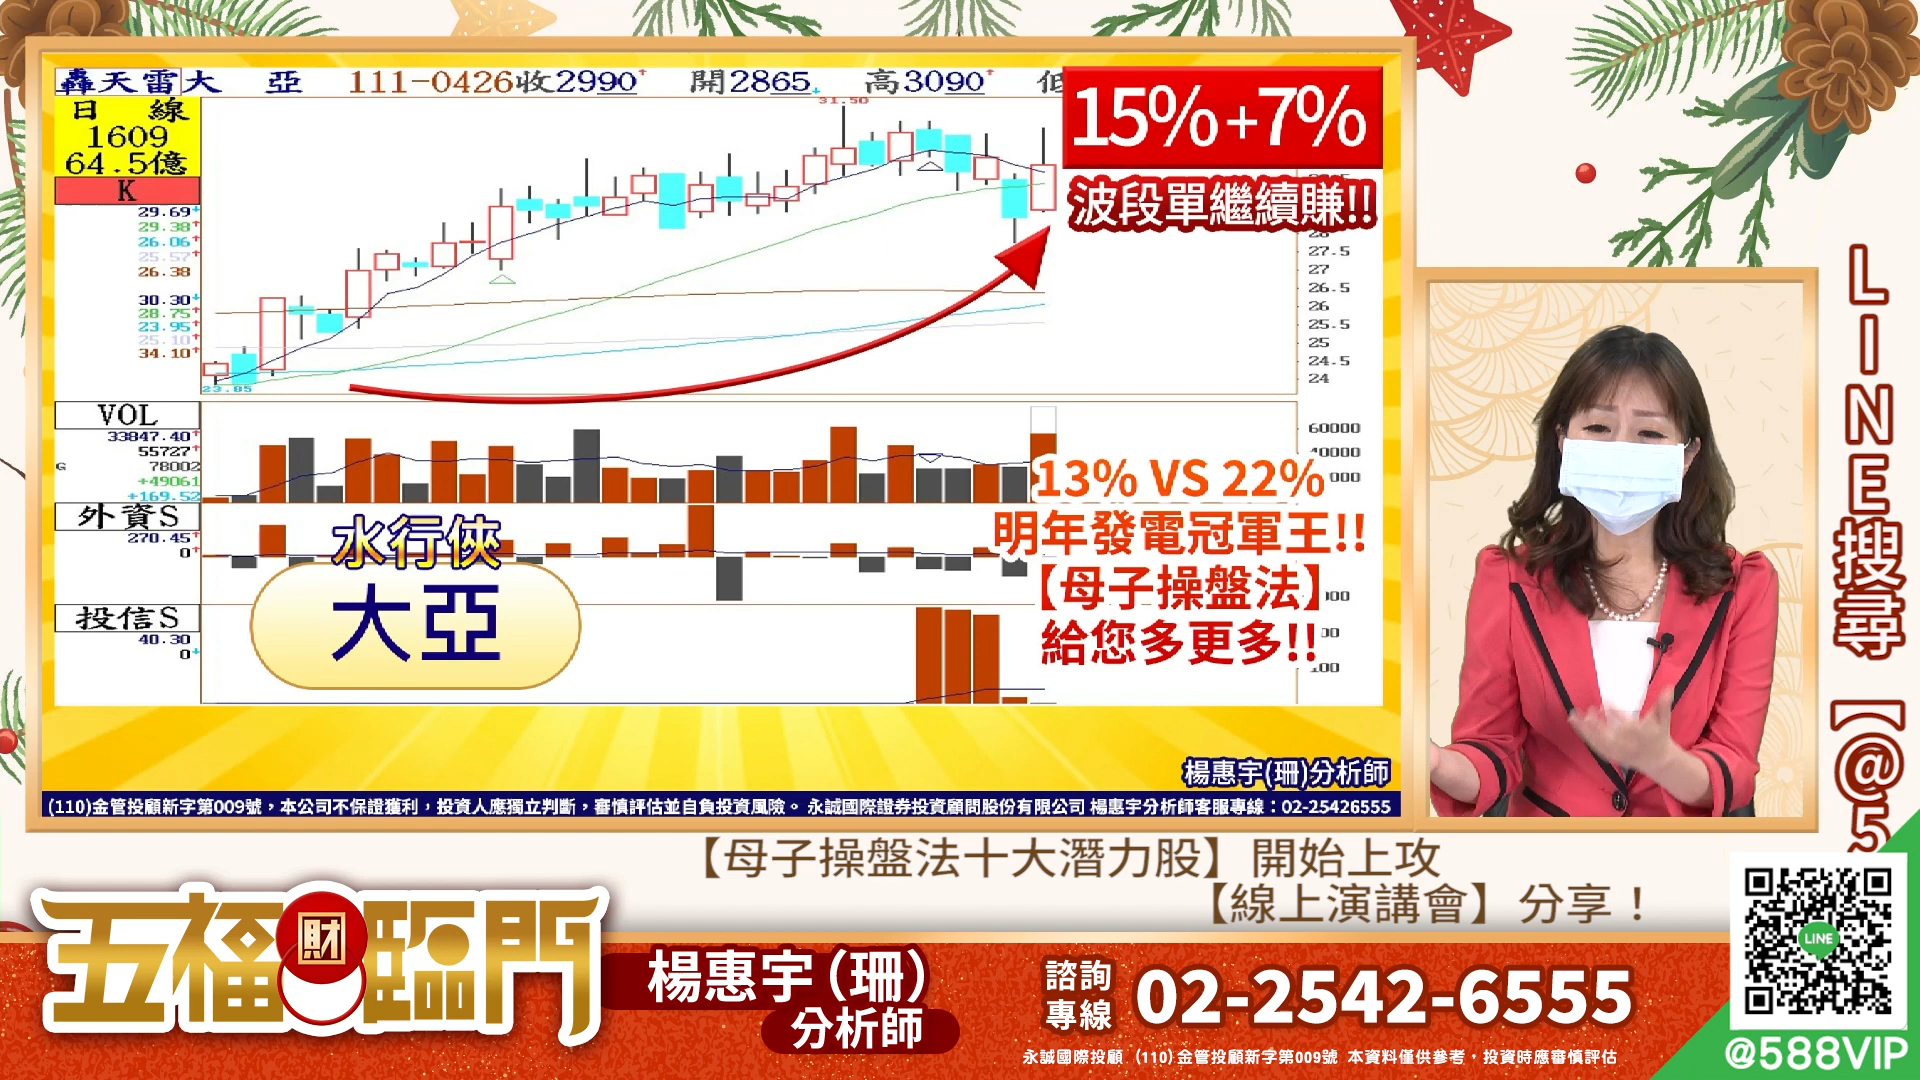 轟天雷大 亞 111-0426收2990↑ 開2865↓ 高3090↑ 低
日 線
1609
64.5億
K
29.69↓
29.38↑
26.06↑
25.57↑
26.38
30.30↓
28.75↑
23.95↑
25.10↑
34.10↑
31.50
23.85
15%+7%
波段單繼續賺!!
27.5
27
26.5
26
25.5
25
24.5
24
VOL
33847.40↑
55727↑
G 78002
+49061
+169.52
60000
40000
外資S
270.45↑
0↑
投信S
40.30
0↓
水行俠
大亞
13% VS 22%
明年發電冠軍王!!
【母子操盤法】
給您多更多!!
楊惠宇(珊)分析師
(110)金管投顧新字第009號，本公司不保證獲利，投資人應獨立判斷，審慎評估並自負投資風險。 永誠國際證券投資顧問股份有限公司 楊惠宇分析師客服專線：02-25426555
LINE搜尋【@5
【母子操盤法十大潛力股】開始上攻
【線上演講會】分享！
五福臨門
財
楊惠宇(珊)
分析師
諮詢專線 02-2542-6555
永誠國際投顧 (110)金管投顧新字第009號 本資料僅供參考，投資時應審慎評估
LINE
@588VIP